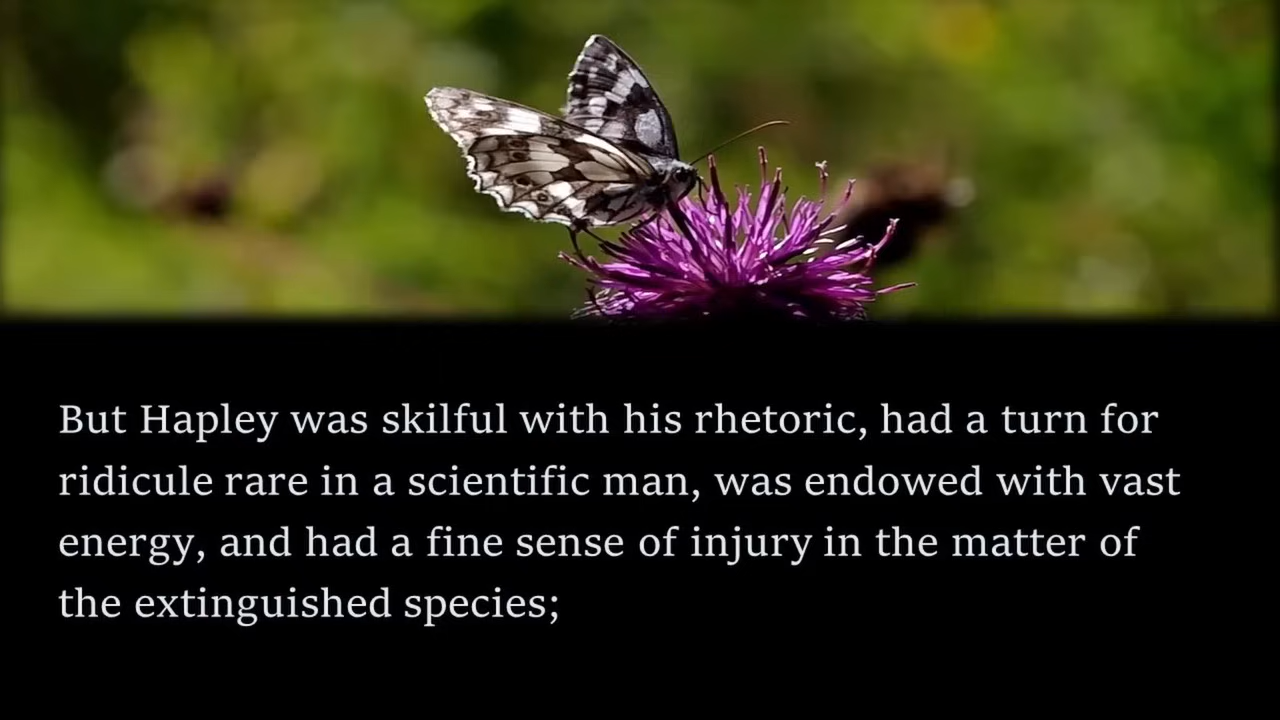 But Hapley was skilful with his rhetoric, had a turn for
ridicule rare in a scientific man, was endowed with vast
energy, and had a fine sense of injury in the matter of
the extinguished species;